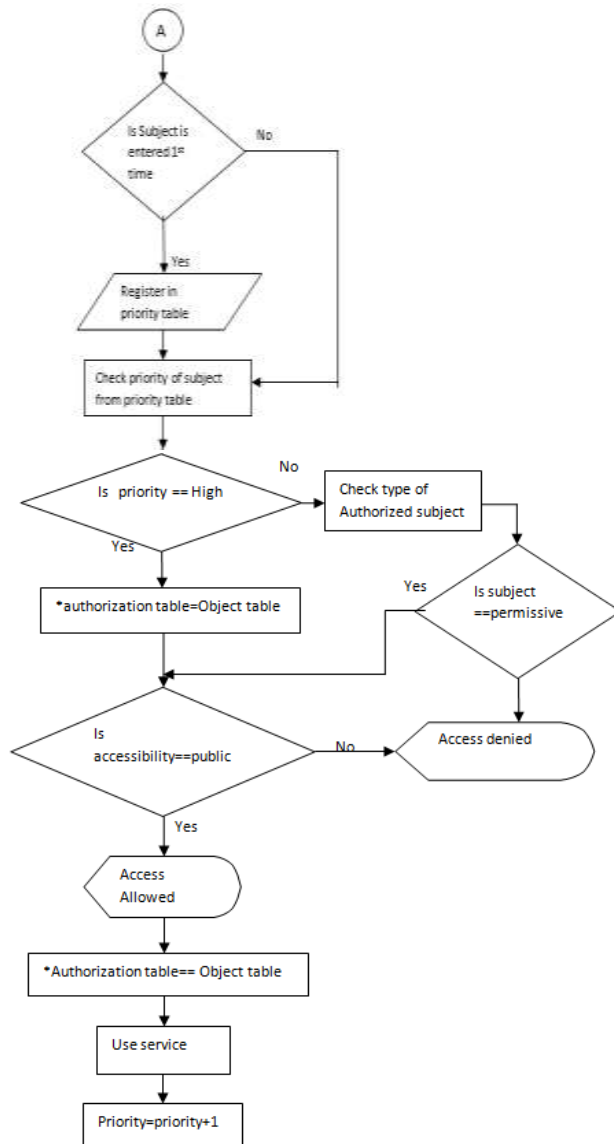 A
Is Subject is
entered 1st
time
No
Yes
Register in
priority table
Check priority of subject
from priority table
Is priority == High
No
Check type of
Authorized subject
Yes
*authorization table=Object table
Yes
Is subject
==permissive
Is
accessibility==public
No
Access denied
Yes
Access
Allowed
*Authorization table== Object table
Use service
Priority=priority+1